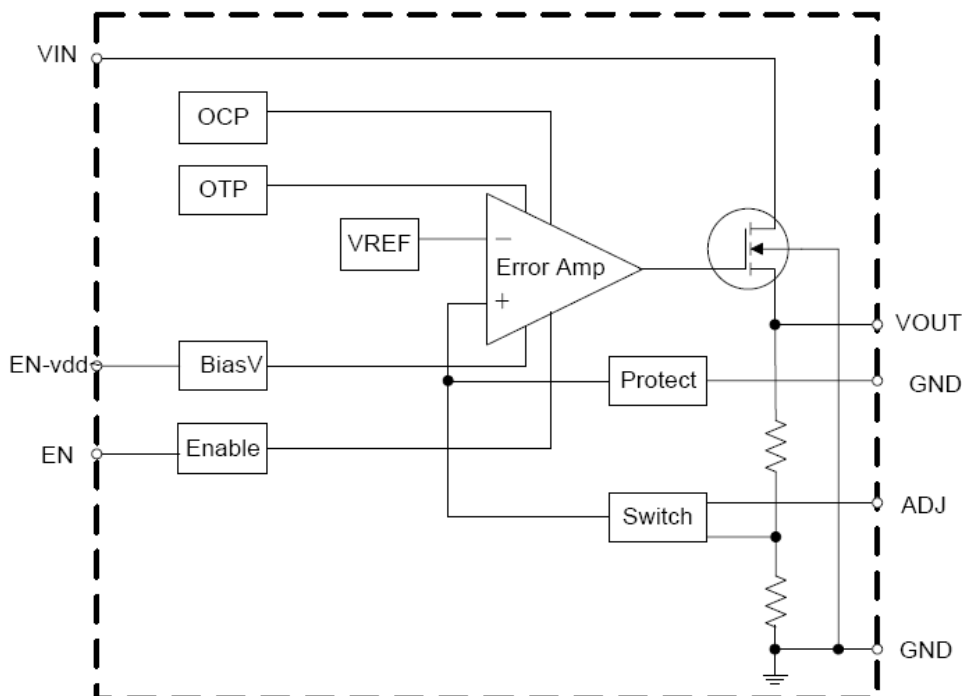 VIN
OCP
OTP
VREF
−
Error Amp
+
VOUT
EN-vdd
BiasV
Protect
GND
EN
Enable
Switch
ADJ
GND